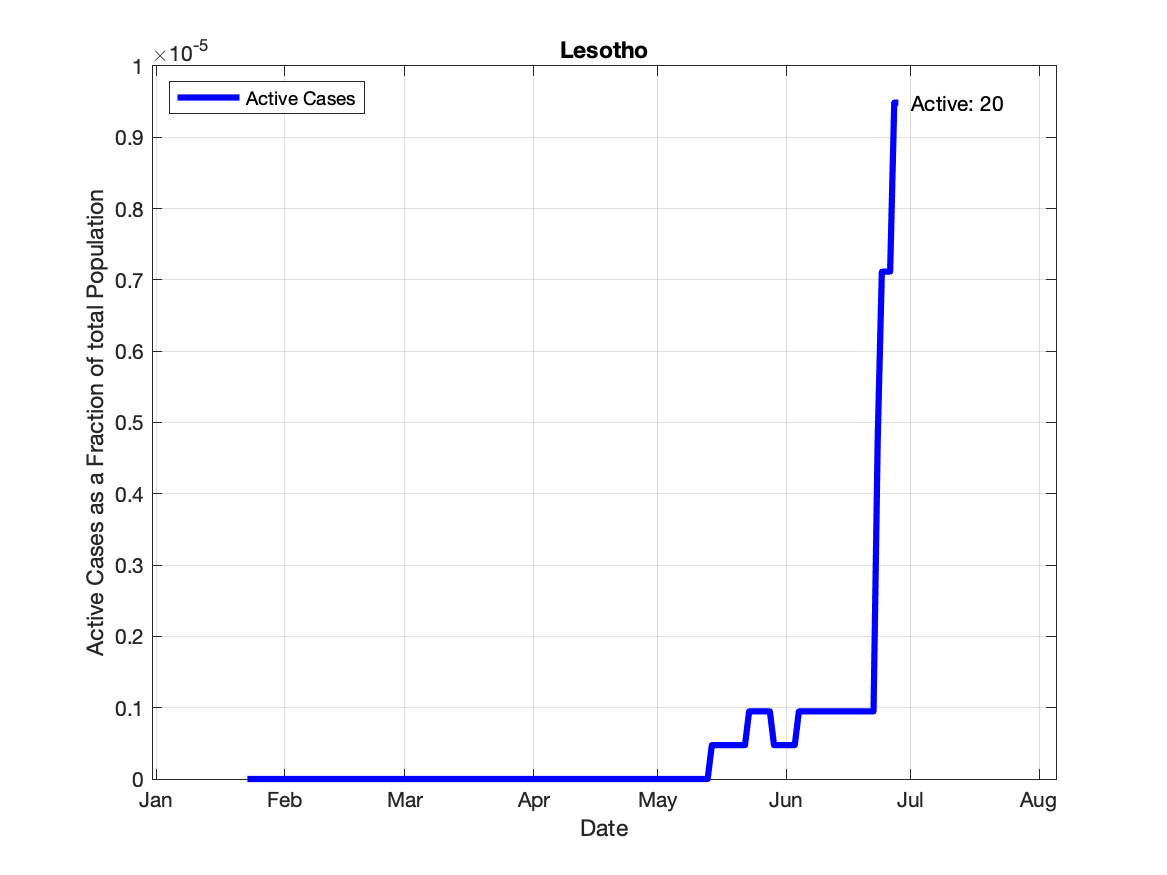 Lesotho
×10-5
Active Cases
Active: 20
Active Cases as a Fraction of total Population
1
0.9
0.8
0.7
0.6
0.5
0.4
0.3
0.2
0.1
0
Jan Feb Mar Apr May Jun Jul Aug
Date